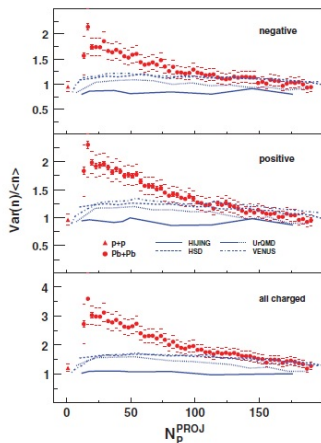 2
1.5
1
0.5
negative
2
1.5
1
0.5
positive
p+p
Pb+Pb
HIJING
HSD
UrQMD
VENUS
4
3
2
1
all charged
0 50 100 150
Var(n)/<n>
N_P^PROJ